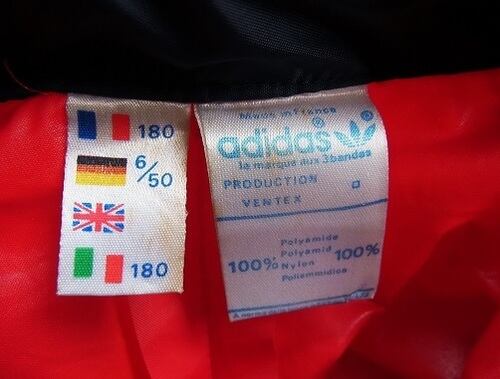 180
6/50
180
Made in France
adidas®
la marque aux 3 bandes
PRODUCTION
VENTEX
100% Polyamide 100%
Polyamid
Nylon
Poliammidica